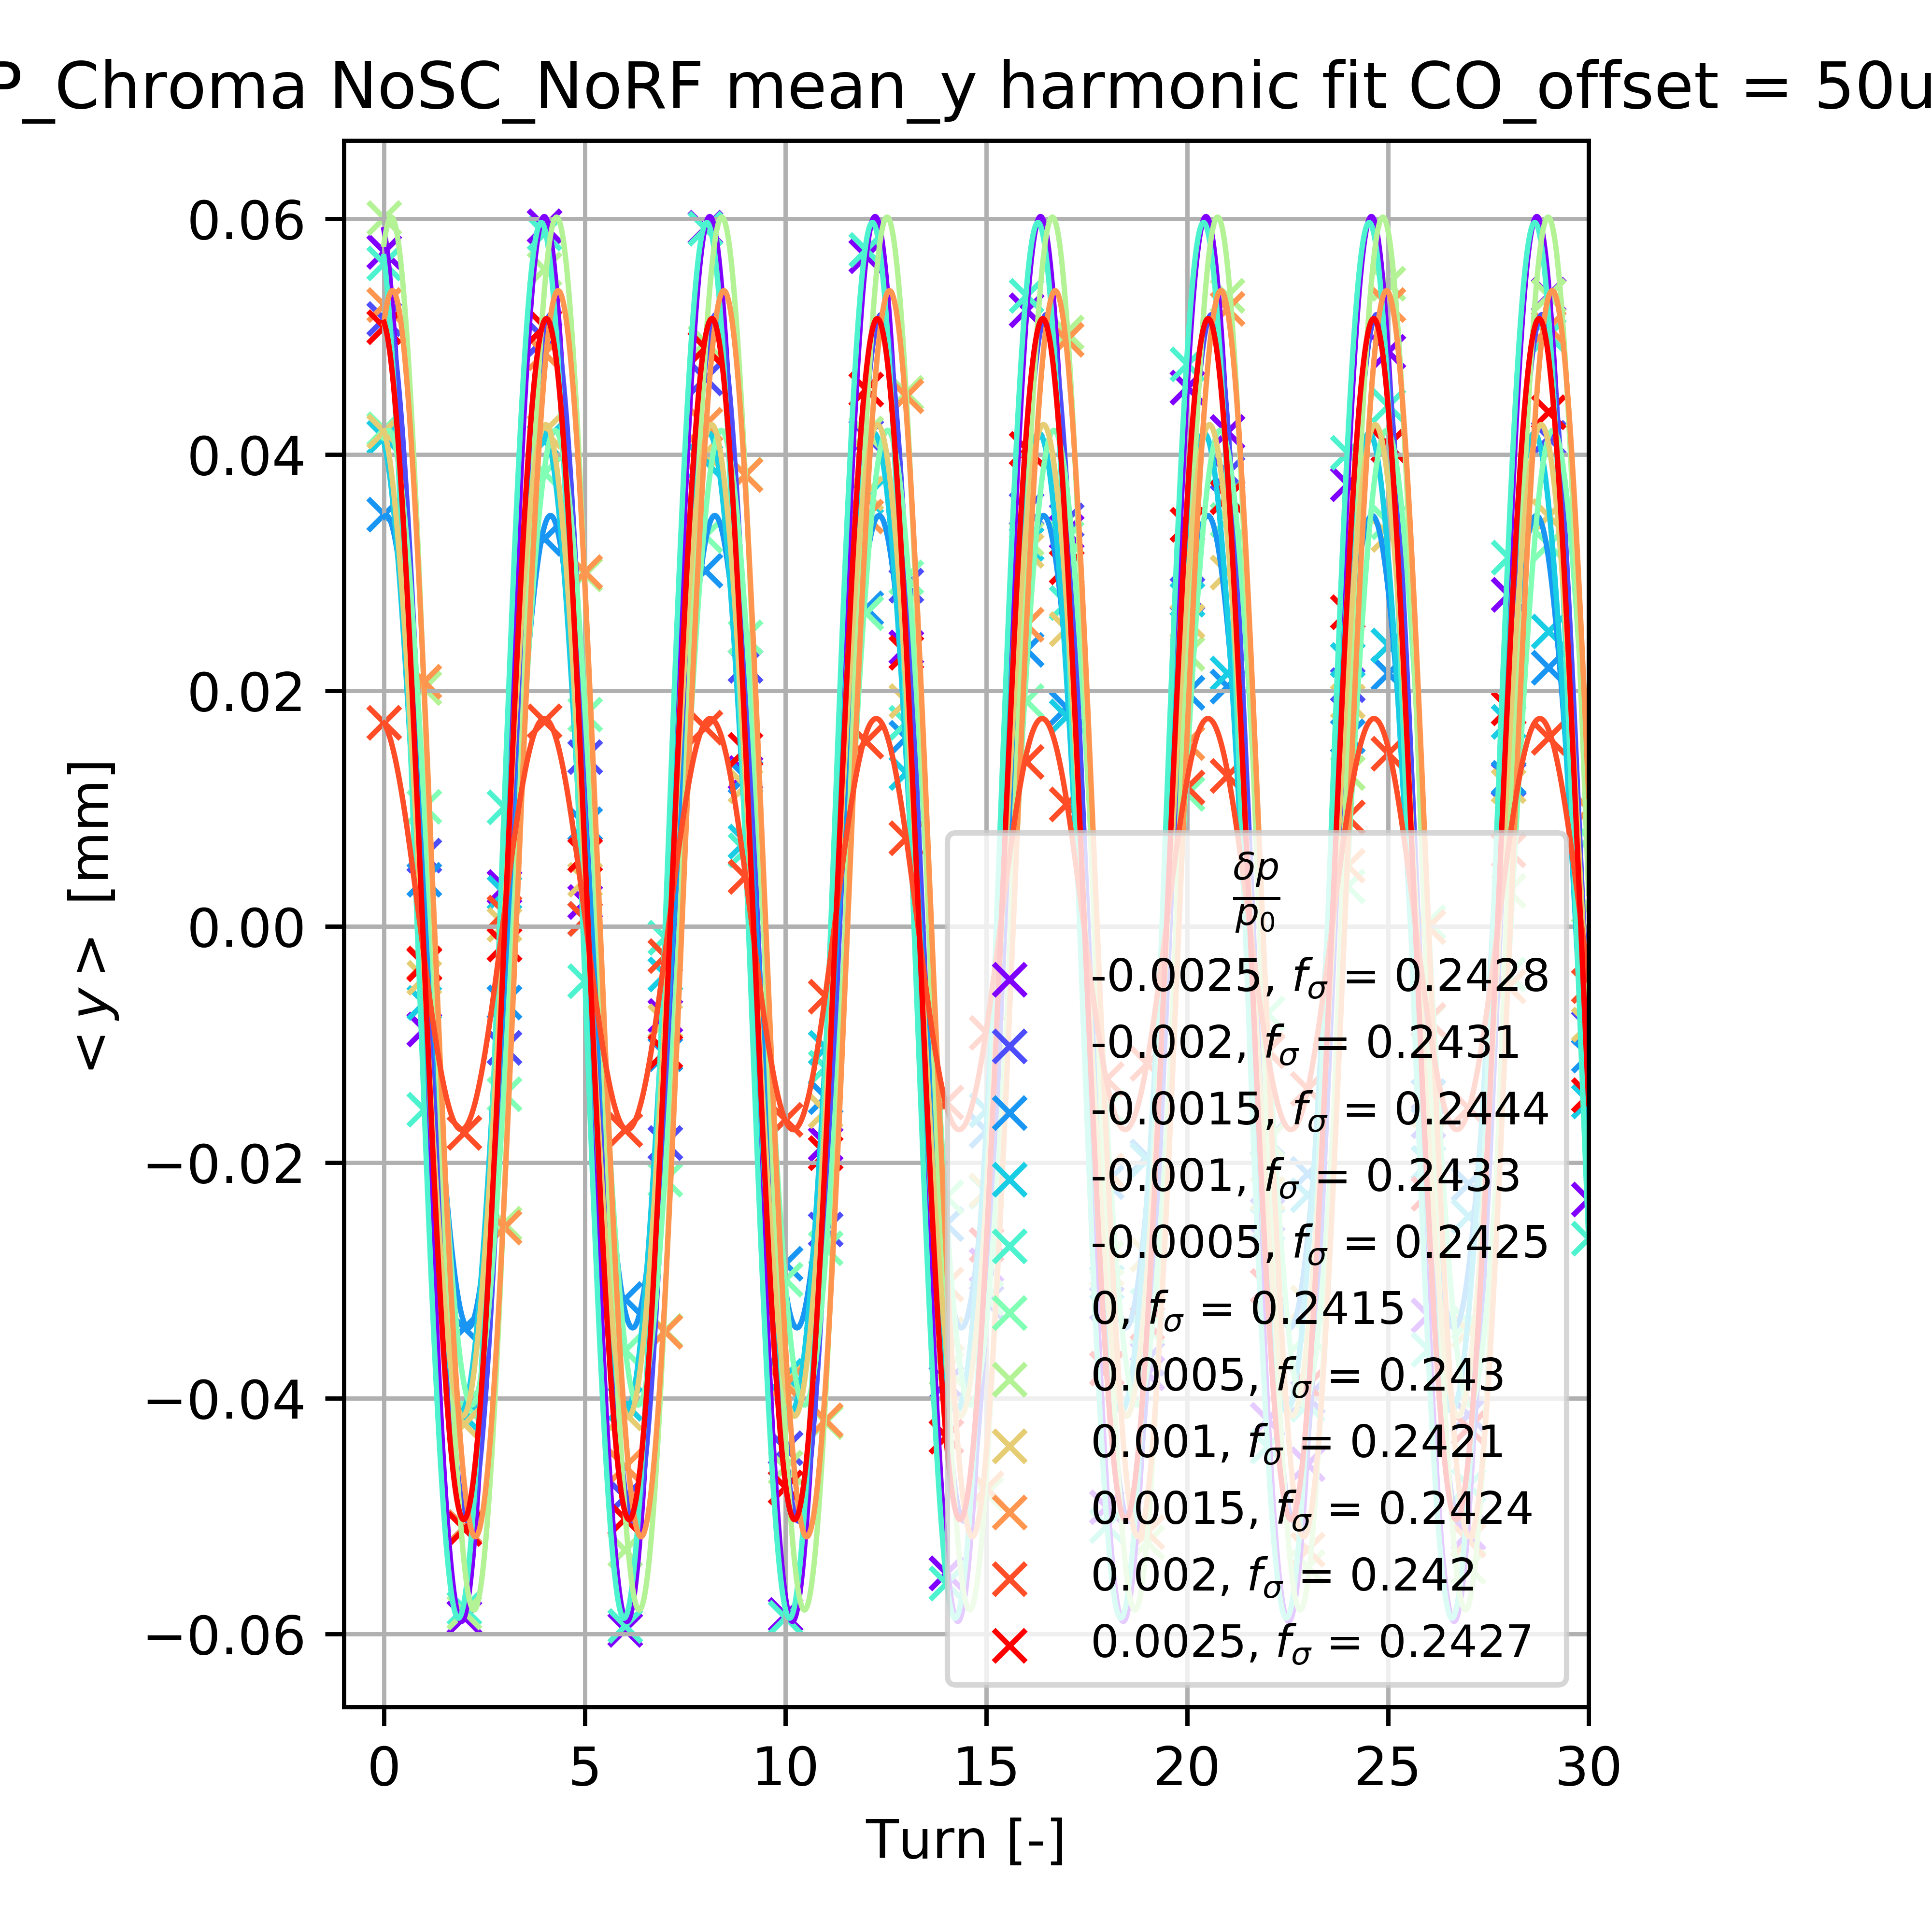 P_Chroma NoSC_NoRF mean_y harmonic fit CO_offset = 50u
0.06
0.04
0.02
0.00
−0.02
−0.04
−0.06
< y > [mm]
0 5 10 15 20 25 30
Turn [-]
δp
p0
-0.0025, fσ = 0.2428
-0.002, fσ = 0.2431
-0.0015, fσ = 0.2444
-0.001, fσ = 0.2433
-0.0005, fσ = 0.2425
0, fσ = 0.2415
0.0005, fσ = 0.243
0.001, fσ = 0.2421
0.0015, fσ = 0.2424
0.002, fσ = 0.242
0.0025, fσ = 0.2427